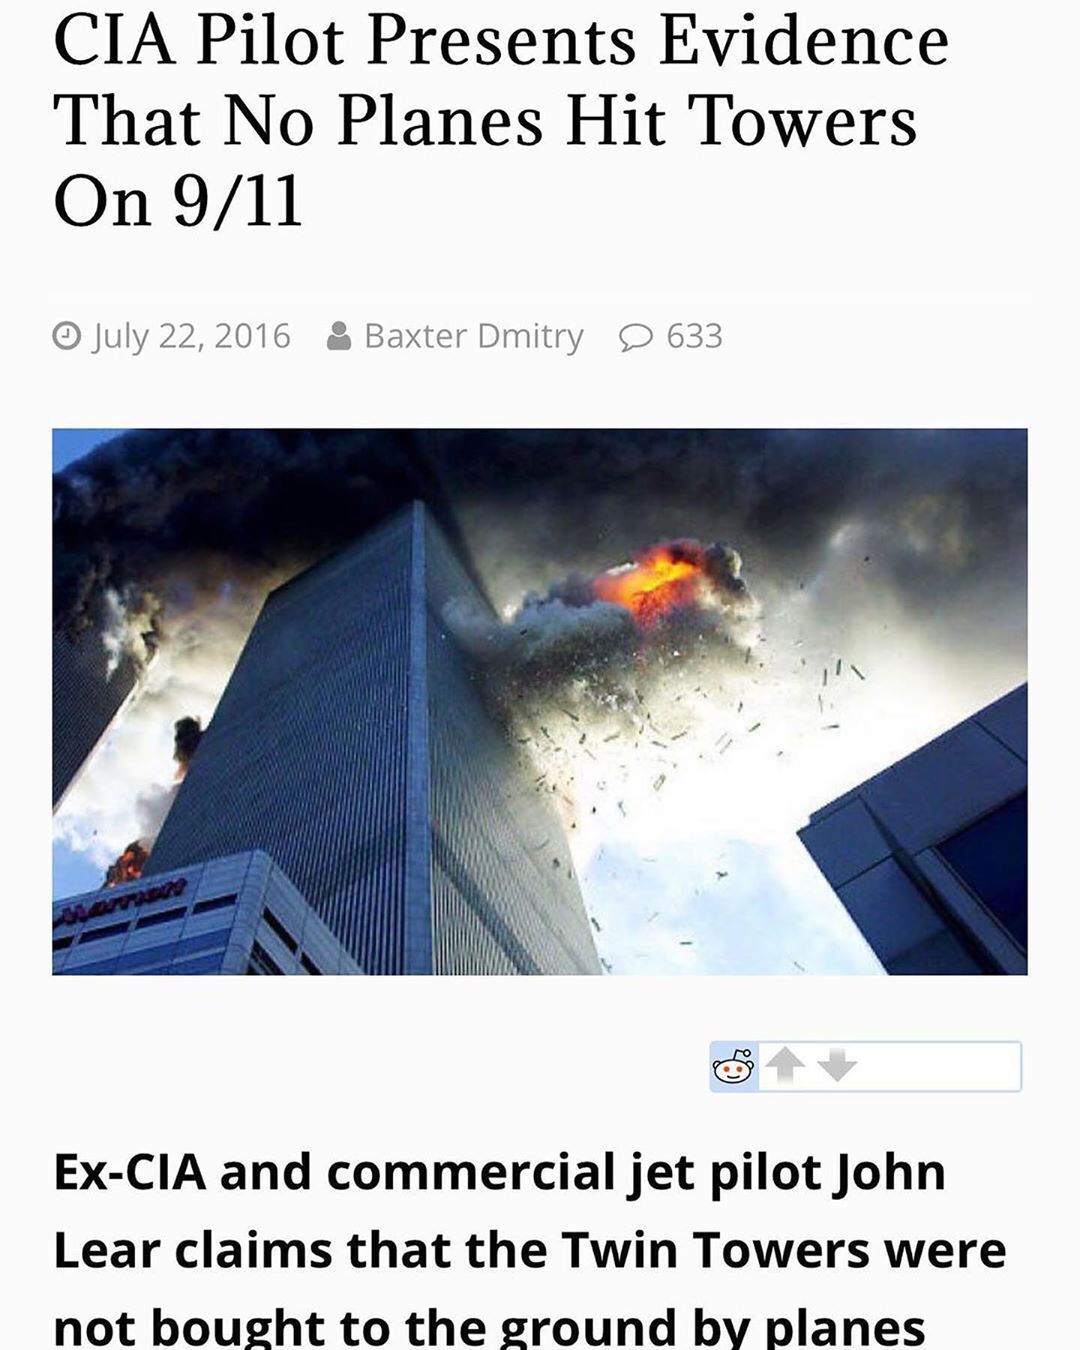 CIA Pilot Presents Evidence
That No Planes Hit Towers
On 9/11
July 22, 2016 Baxter Dmitry 633
Marriott
Ex-CIA and commercial jet pilot John
Lear claims that the Twin Towers were
not bought to the ground by planes